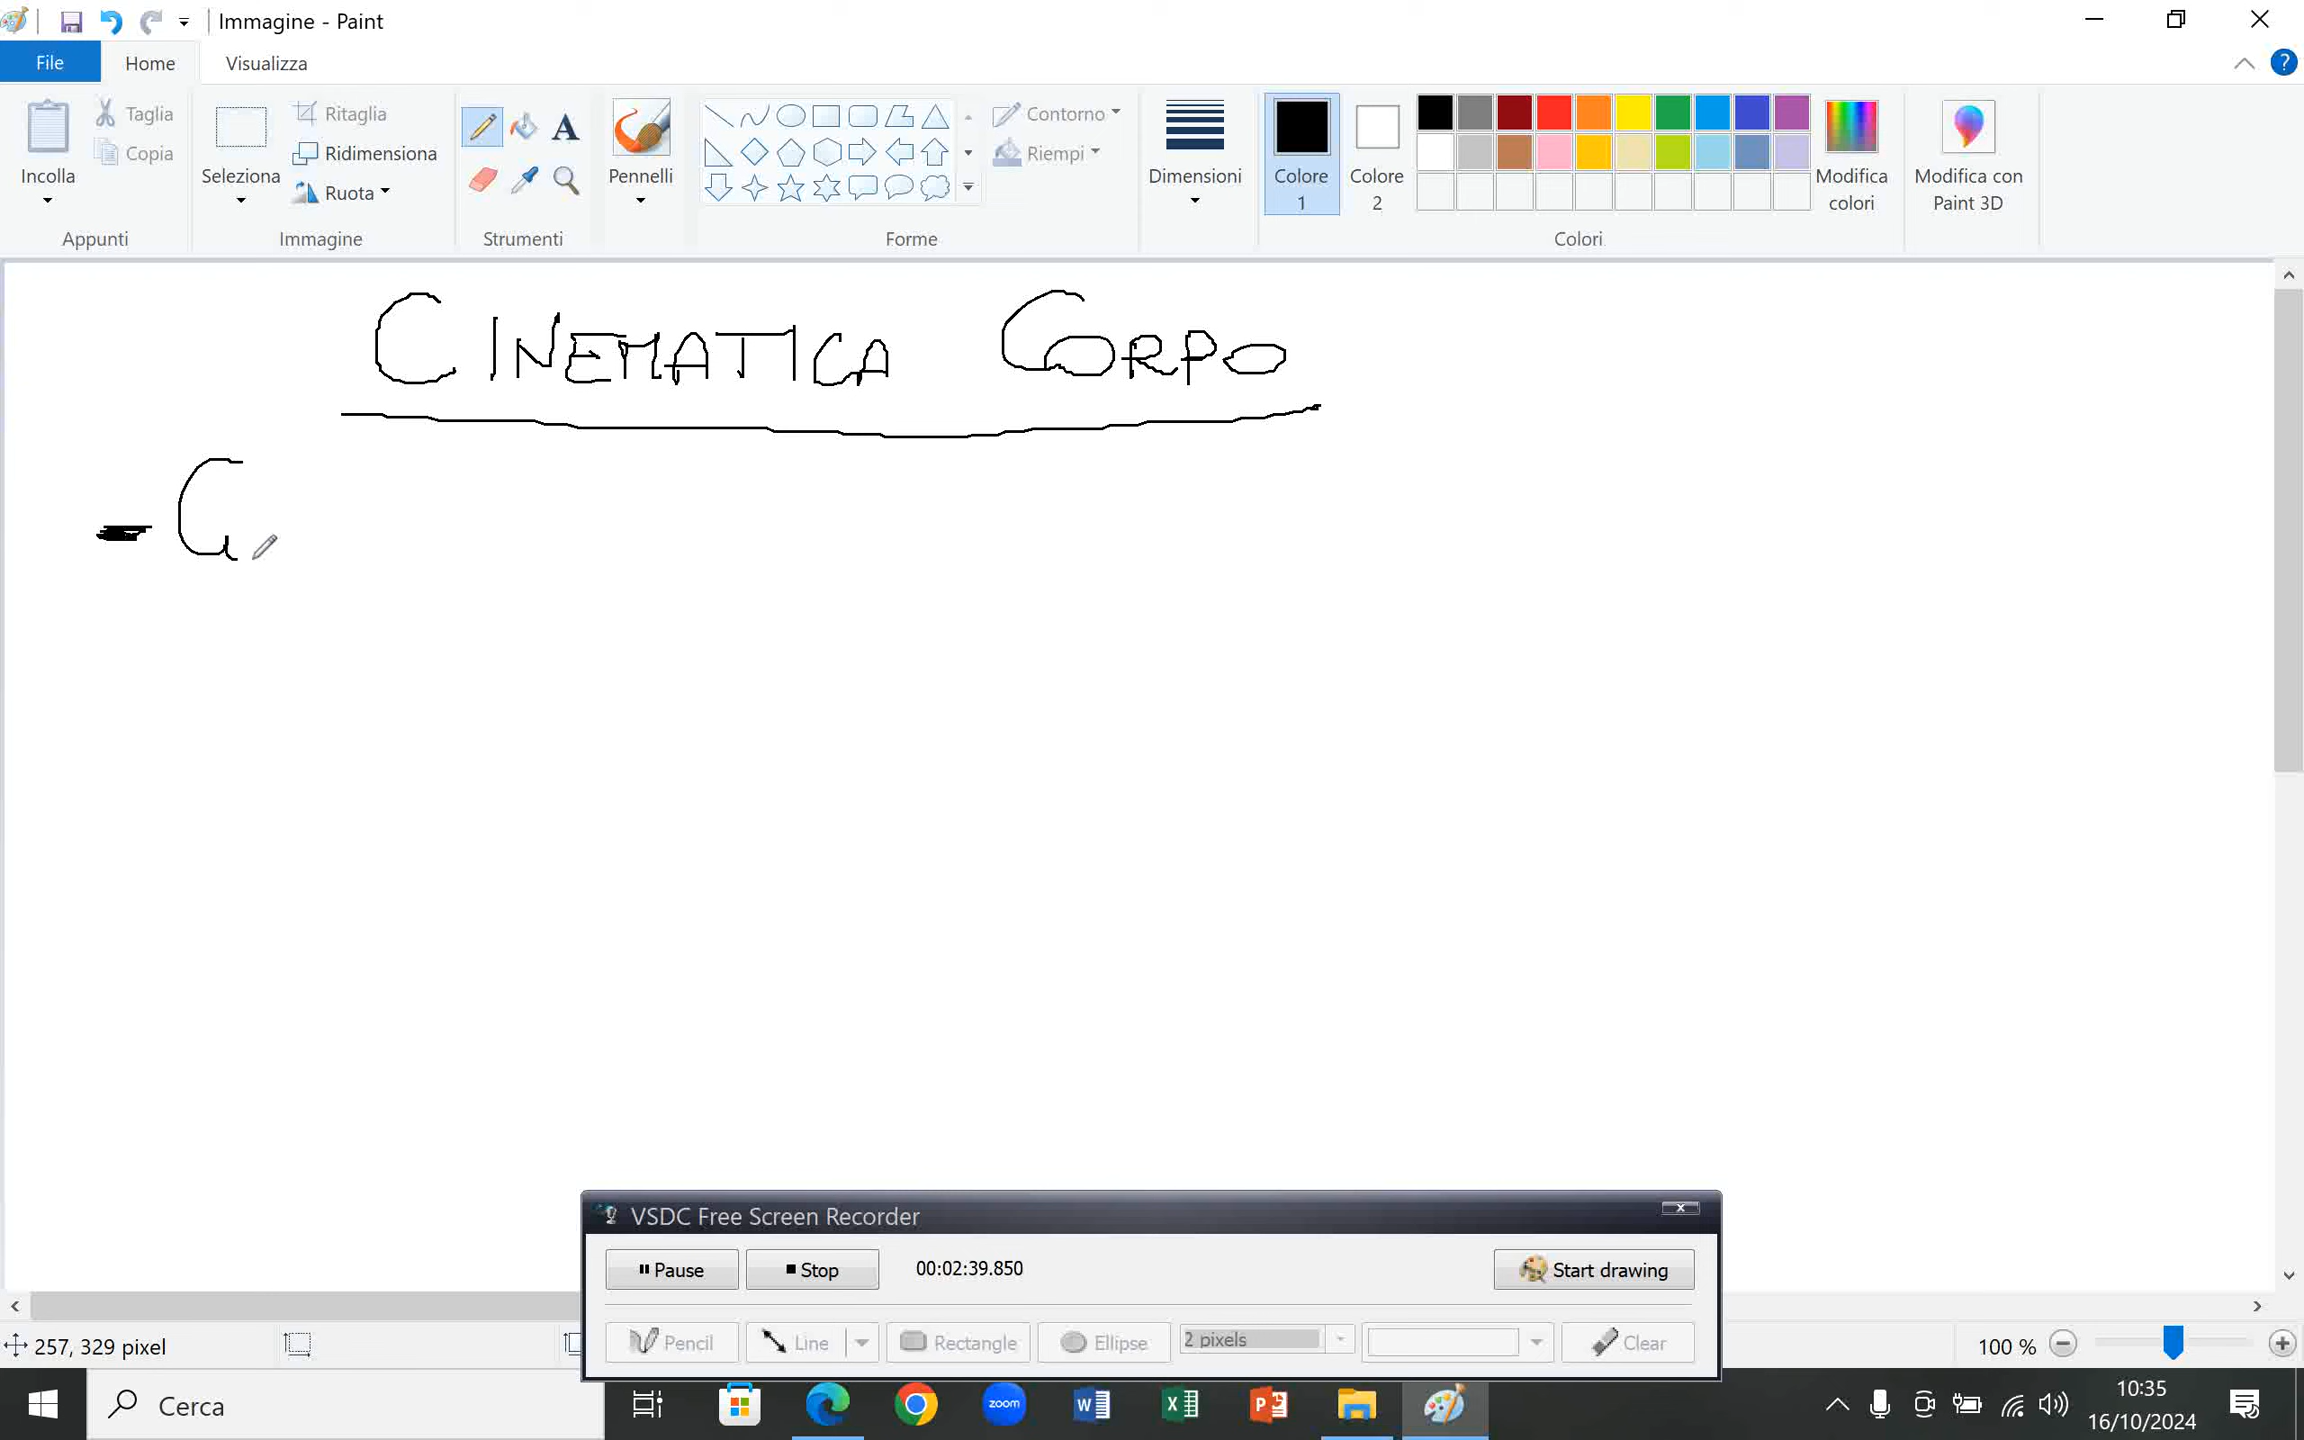 Immagine - Paint
File Home Visualizza
Incolla
Taglia
Copia
Appunti
Seleziona
Ritaglia
Ridimensiona
Ruota
Immagine
A
Strumenti
Pennelli
Forme
Contorno
Riempi
Dimensioni
Colore 1
Colore 2
Modifica colori
Modifica con Paint 3D
Colori
CINEMATICA CORPO
- C
VSDC Free Screen Recorder
Pause Stop 00:02:39.850 Start drawing
Pencil Line Rectangle Ellipse 2 pixels Clear
257, 329 pixel
100 %
Cerca
zoom
10:35
16/10/2024